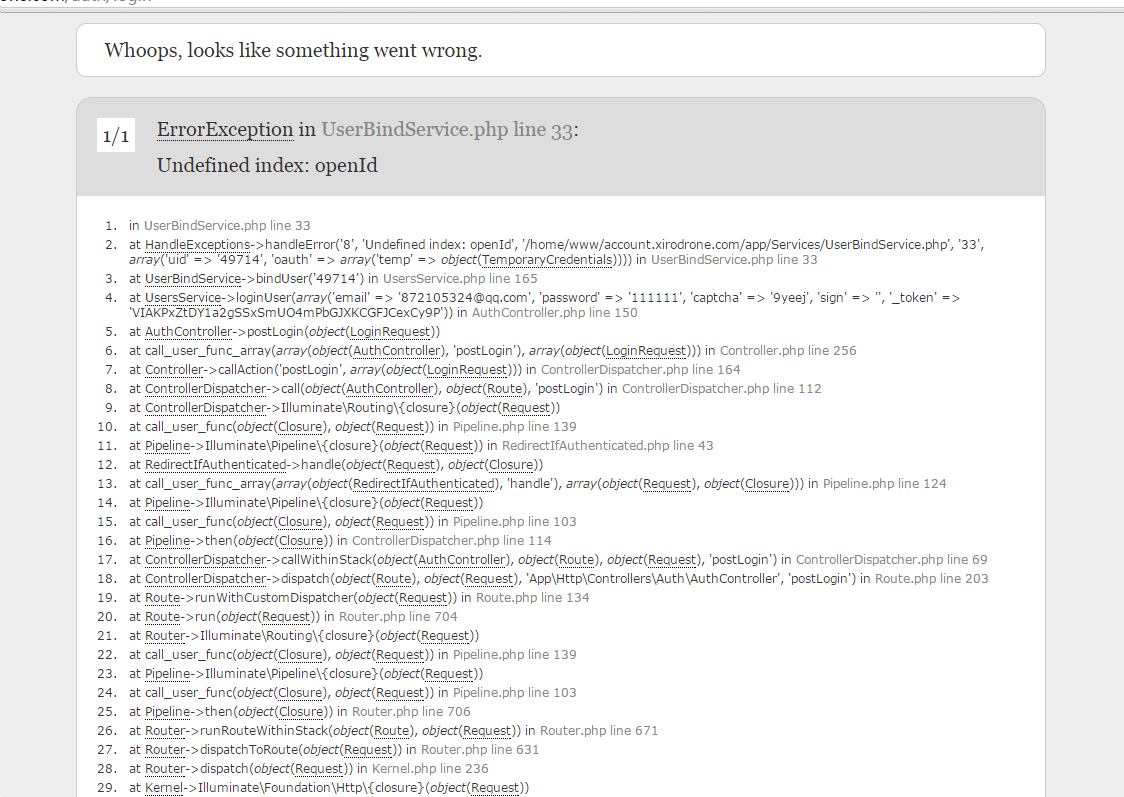 Whoops, looks like something went wrong.
1/1
ErrorException in UserBindService.php line 33:
Undefined index: openId
1. in UserBindService.php line 33
2. at HandleExceptions->handleError('8', 'Undefined index: openId', '/home/www/account.xirodrone.com/app/Services/UserBindService.php', '33',
array('uid' => '49714', 'oauth' => array('temp' => object(TemporaryCredentials)))) in UserBindService.php line 33
3. at UserBindService->bindUser('49714') in UsersService.php line 165
4. at UsersService->loginUser(array('email' => '872105324@qq.com', 'password' => '111111', 'captcha' => '9yeej', 'sign' => '', '_token' =>
'VIAKPxZtDY1a2gSSxSmUO4mPbGJXKCGFJCexCy9P')) in AuthController.php line 150
5. at AuthController->postLogin(object(LoginRequest))
6. at call_user_func_array(array(object(AuthController), 'postLogin'), array(object(LoginRequest))) in Controller.php line 256
7. at Controller->callAction('postLogin', array(object(LoginRequest))) in ControllerDispatcher.php line 164
8. at ControllerDispatcher->call(object(AuthController), object(Route), 'postLogin') in ControllerDispatcher.php line 112
9. at ControllerDispatcher->Illuminate\Routing\{closure}(object(Request))
10. at call_user_func(object(Closure), object(Request)) in Pipeline.php line 139
11. at Pipeline->Illuminate\Pipeline\{closure}(object(Request)) in RedirectIfAuthenticated.php line 43
12. at RedirectIfAuthenticated->handle(object(Request), object(Closure))
13. at call_user_func_array(array(object(RedirectIfAuthenticated), 'handle'), array(object(Request), object(Closure))) in Pipeline.php line 124
14. at Pipeline->Illuminate\Pipeline\{closure}(object(Request))
15. at call_user_func(object(Closure), object(Request)) in Pipeline.php line 103
16. at Pipeline->then(object(Closure)) in ControllerDispatcher.php line 114
17. at ControllerDispatcher->callWithinStack(object(AuthController), object(Route), object(Request), 'postLogin') in ControllerDispatcher.php line 69
18. at ControllerDispatcher->dispatch(object(Route), object(Request), 'App\Http\Controllers\Auth\AuthController', 'postLogin') in Route.php line 203
19. at Route->runWithCustomDispatcher(object(Request)) in Route.php line 134
20. at Route->run(object(Request)) in Router.php line 704
21. at Router->Illuminate\Routing\{closure}(object(Request))
22. at call_user_func(object(Closure), object(Request)) in Pipeline.php line 139
23. at Pipeline->Illuminate\Pipeline\{closure}(object(Request))
24. at call_user_func(object(Closure), object(Request)) in Pipeline.php line 103
25. at Pipeline->then(object(Closure)) in Router.php line 706
26. at Router->runRouteWithinStack(object(Route), object(Request)) in Router.php line 671
27. at Router->dispatchToRoute(object(Request)) in Router.php line 631
28. at Router->dispatch(object(Request)) in Kernel.php line 236
29. at Kernel->Illuminate\Foundation\Http\{closure}(object(Request))